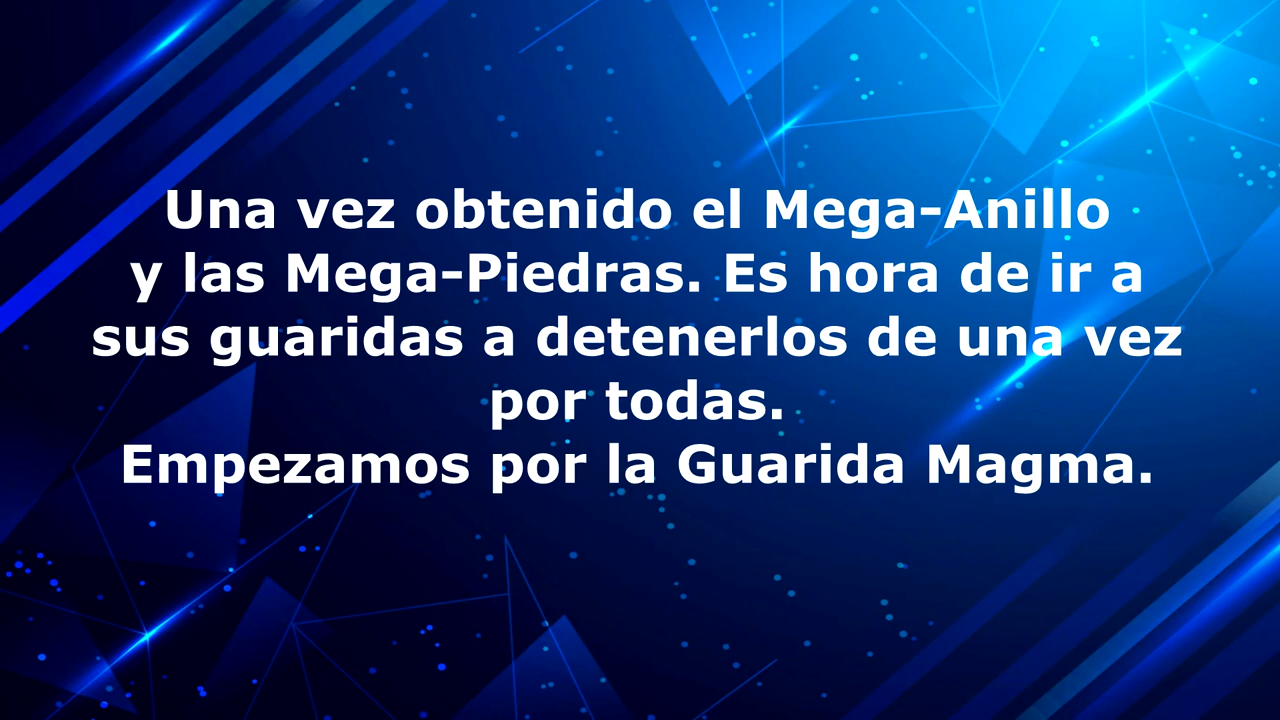 Una vez obtenido el Mega-Anillo
y las Mega-Piedras. Es hora de ir a
sus guaridas a detenerlos de una vez
por todas.
Empezamos por la Guarida Magma.